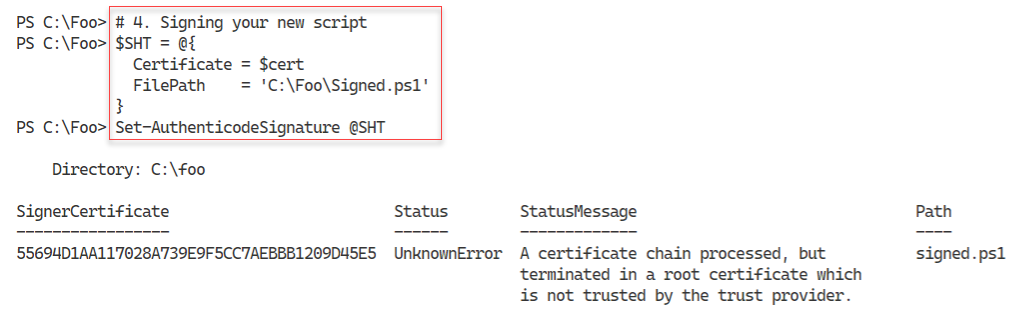 PS C:\Foo> # 4. Signing your new script
PS C:\Foo> $SHT = @{
  Certificate = $cert
  FilePath    = 'C:\Foo\Signed.ps1'
}
PS C:\Foo> Set-AuthenticodeSignature @SHT
    Directory: C:\foo
SignerCertificate                         Status        StatusMessage                               Path
-----------------                         ------        -------------                               ----
55694D1AA117028A739E9F5CC7AEBBB1209D45E5  UnknownError  A certificate chain processed, but          signed.ps1
                                                        terminated in a root certificate which
                                                        is not trusted by the trust provider.